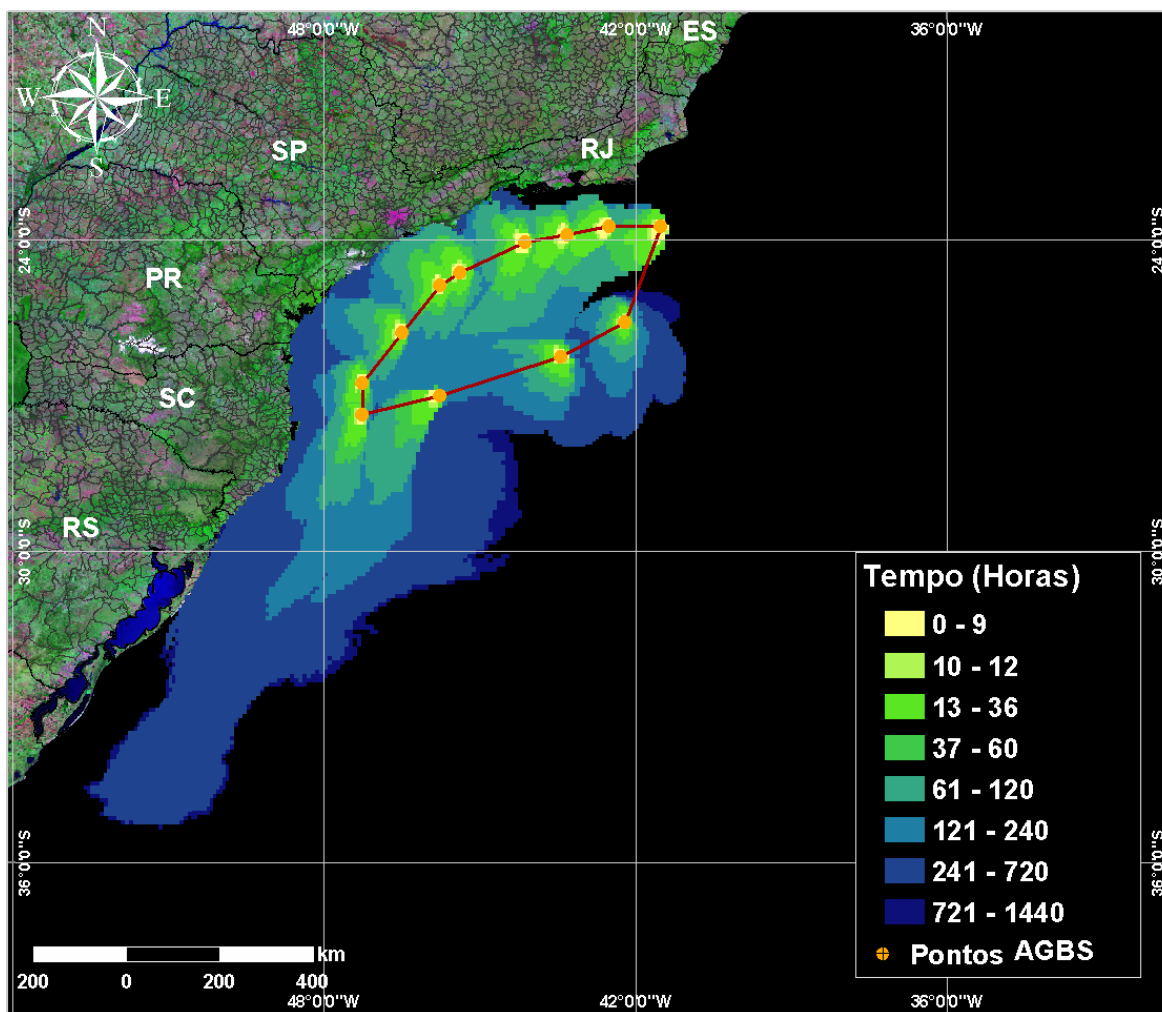 48°0'0"W
42°0'0"W
36°0'0"W
N
W
E
S
ES
SP
RJ
24°0'0"S
24°0'0"S
PR
SC
RS
30°0'0"S
30°0'0"S
Tempo (Horas)
0 - 9
10 - 12
13 - 36
37 - 60
61 - 120
121 - 240
241 - 720
721 - 1440
Pontos AGBS
36°0'0"S
36°0'0"S
km
200 0 200 400
48°0'0"W
42°0'0"W
36°0'0"W